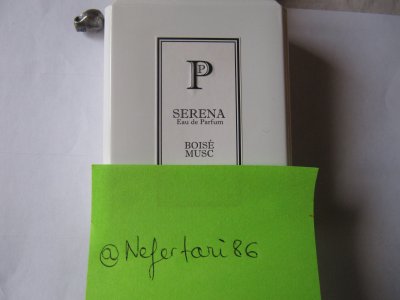 P
SERENA
Eau de Parfum
BOISÉ
MUSC
@Nefertari86